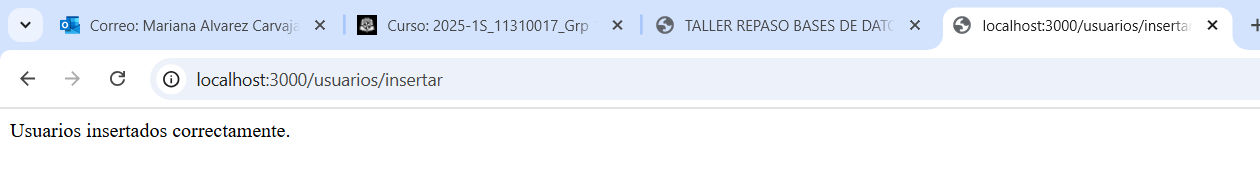 Correo: Mariana Alvarez Carvaja
Curso: 2025-1S_11310017_Grp
TALLER REPASO BASES DE DATO
localhost:3000/usuarios/insertar
localhost:3000/usuarios/insertar
Usuarios insertados correctamente.